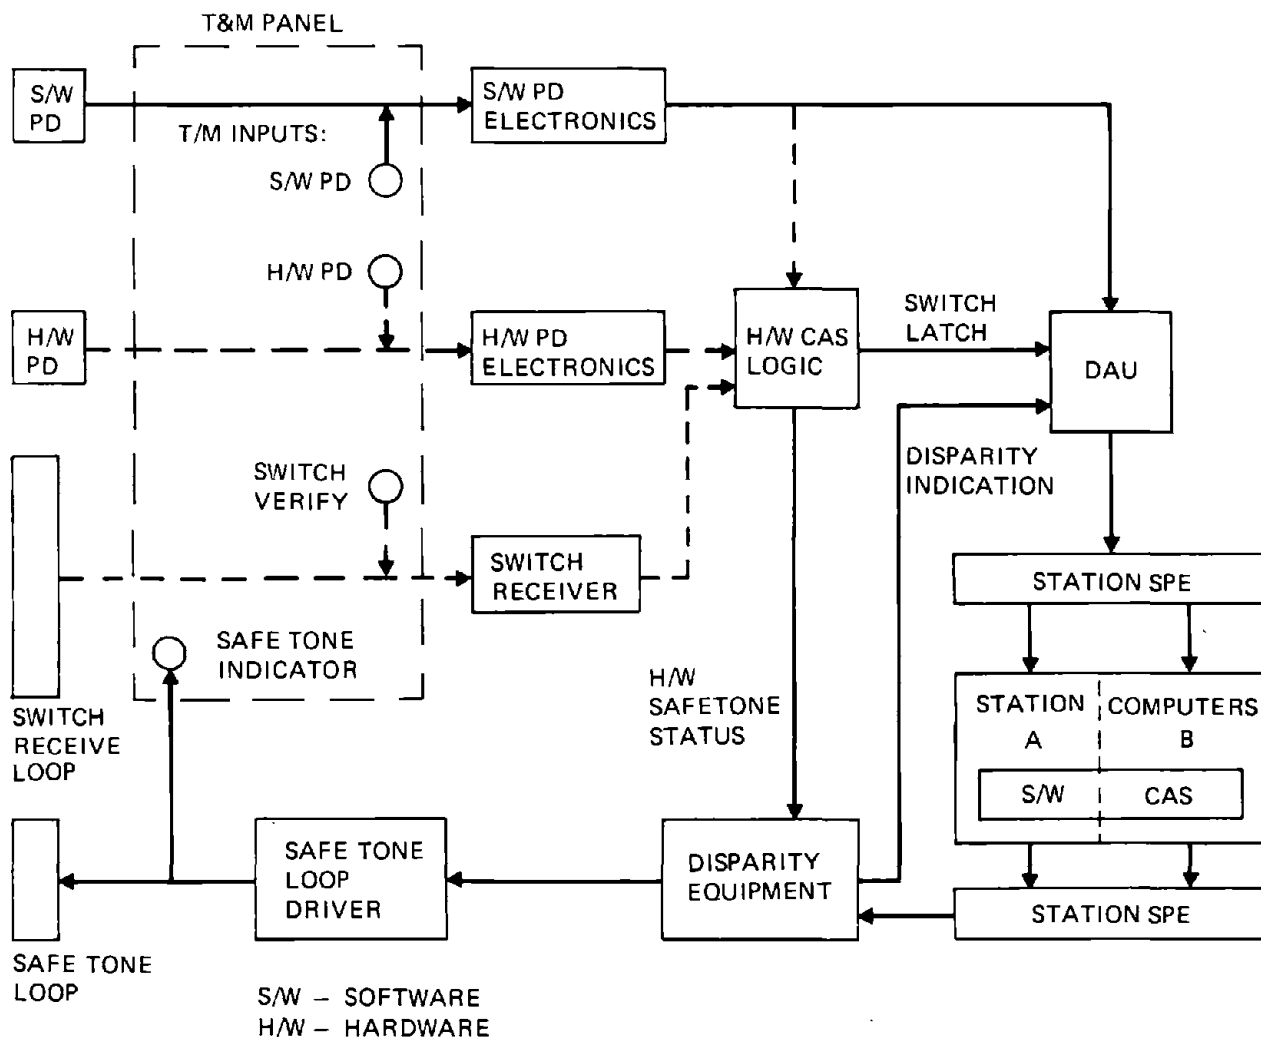 T&M PANEL
S/W
PD
T/M INPUTS:
S/W PD
S/W PD
ELECTRONICS
H/W PD
H/W
PD
H/W PD
ELECTRONICS
H/W CAS
LOGIC
SWITCH
LATCH
DAU
SWITCH
VERIFY
DISPARITY
INDICATION
SWITCH
RECEIVER
STATION SPE
SAFE TONE
INDICATOR
SWITCH
RECEIVE
LOOP
H/W
SAFETONE
STATUS
STATION
A
COMPUTERS
B
S/W
CAS
SAFE TONE
LOOP
DRIVER
DISPARITY
EQUIPMENT
STATION SPE
SAFE TONE
LOOP
S/W – SOFTWARE
H/W – HARDWARE